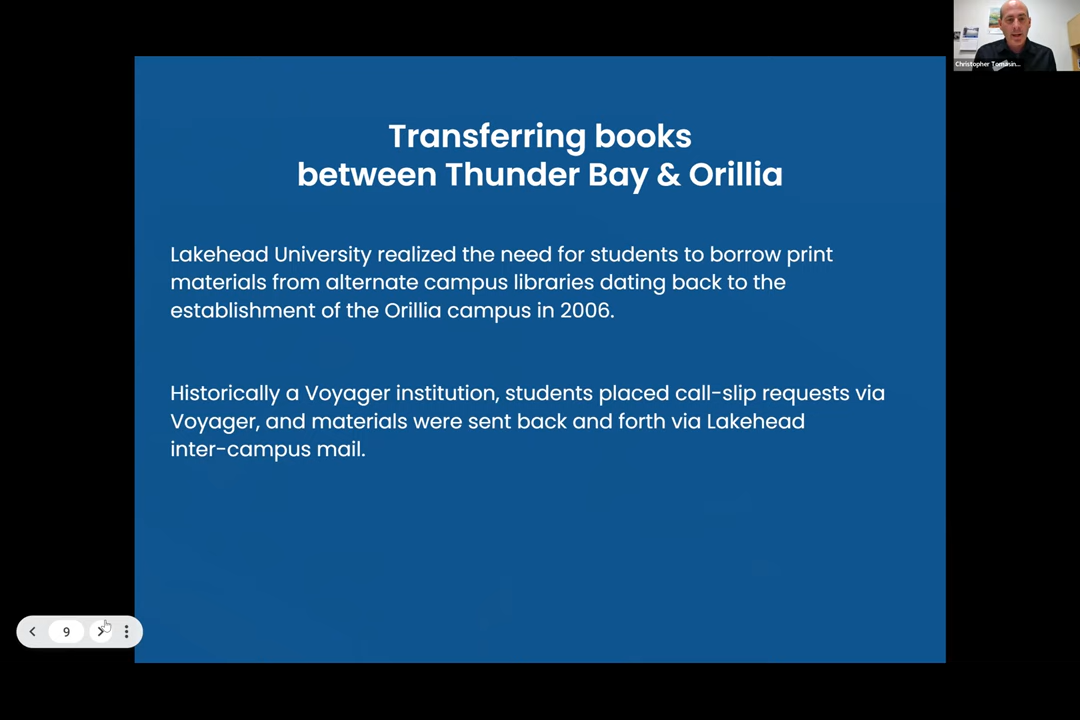 Christopher Tomasin...
Transferring books
between Thunder Bay & Orillia
Lakehead University realized the need for students to borrow print
materials from alternate campus libraries dating back to the
establishment of the Orillia campus in 2006.
Historically a Voyager institution, students placed call-slip requests via
Voyager, and materials were sent back and forth via Lakehead
inter-campus mail.
9